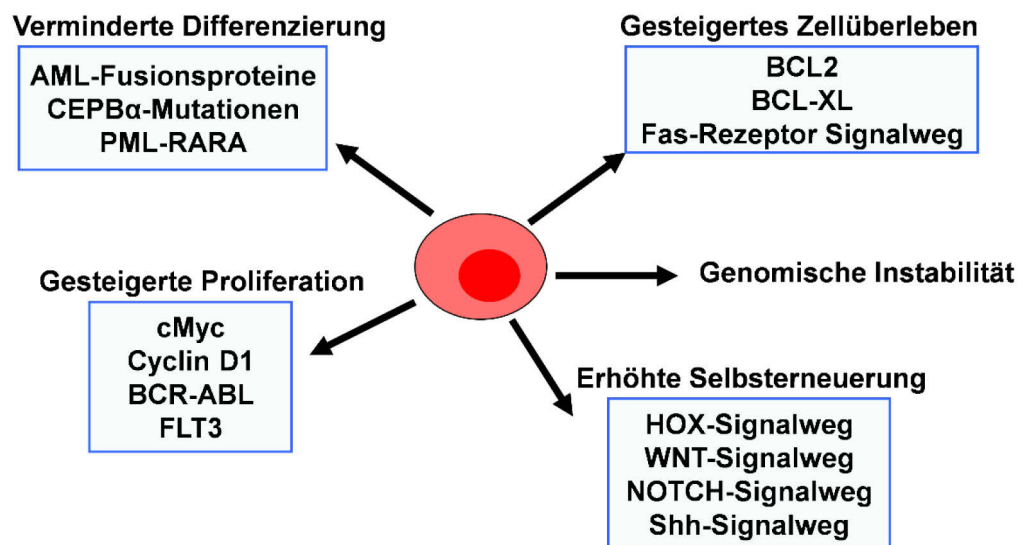 Verminderte Differenzierung
AML-Fusionsproteine
CEPBα-Mutationen
PML-RARA
Gesteigertes Zellüberleben
BCL2
BCL-XL
Fas-Rezeptor Signalweg
Gesteigerte Proliferation
cMyc
Cyclin D1
BCR-ABL
FLT3
Genomische Instabilität
Erhöhte Selbsterneuerung
HOX-Signalweg
WNT-Signalweg
NOTCH-Signalweg
Shh-Signalweg